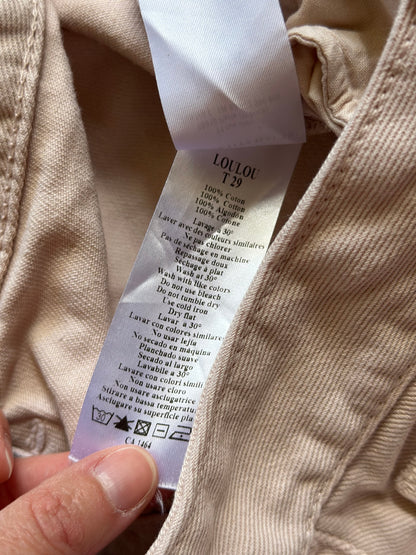 LOULOU
T 29
100% Coton
100% Cotton
100% Algodón
100% Cotone
Lavage à 30°
Laver avec des couleurs similaires
Ne pas chlorer
Pas de séchage en machine
Repassage doux
Séchage à plat
Wash at 30°
Wash with like colors
Do not use bleach
Do not tumble dry
Use cold iron
Dry flat
Lavar a 30°
Lavar con colores similares
No usar lejía
No secado en máquina
Planchado suave
Secado al largo
Lavabile a 30°
Lavare con colori simili
Non usare cloro
Non usare asciugatrice
Stirare a bassa temperatura
Asciugare su superficie pia
CA 1464